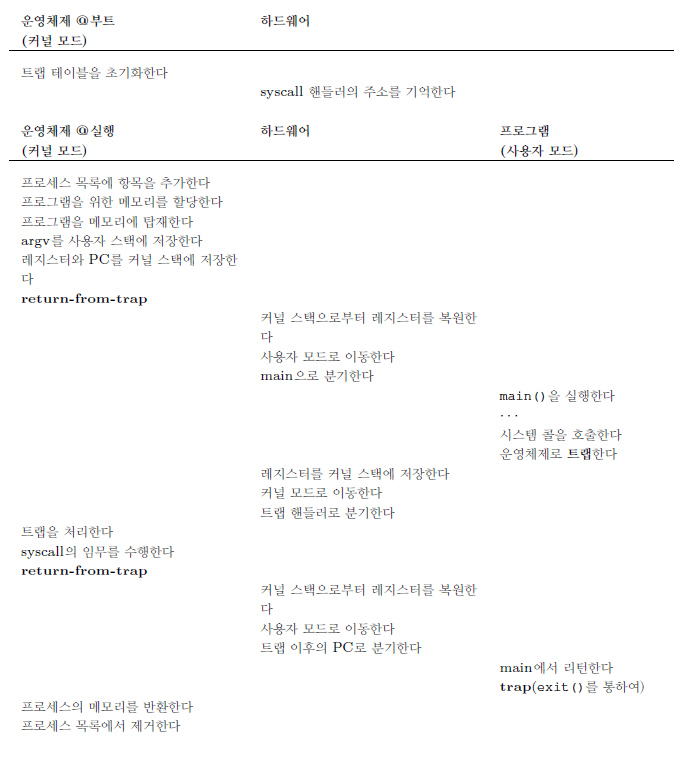 운영체제 @부트 하드웨어
(커널 모드)
트랩 테이블을 초기화한다
syscall 핸들러의 주소를 기억한다
운영체제 @실행 하드웨어 프로그램
(커널 모드) (사용자 모드)
프로세스 목록에 항목을 추가한다
프로그램을 위한 메모리를 할당한다
프로그램을 메모리에 탑재한다
argv를 사용자 스택에 저장한다
레지스터와 PC를 커널 스택에 저장한
다
return-from-trap
커널 스택으로부터 레지스터를 복원한
다
사용자 모드로 이동한다
main으로 분기한다
main()을 실행한다
...
시스템 콜을 호출한다
운영체제로 트랩한다
레지스터를 커널 스택에 저장한다
커널 모드로 이동한다
트랩 핸들러로 분기한다
트랩을 처리한다
syscall의 임무를 수행한다
return-from-trap
커널 스택으로부터 레지스터를 복원한
다
사용자 모드로 이동한다
트랩 이후의 PC로 분기한다
main에서 리턴한다
trap(exit()를 통하여)
프로세스의 메모리를 반환한다
프로세스 목록에서 제거한다